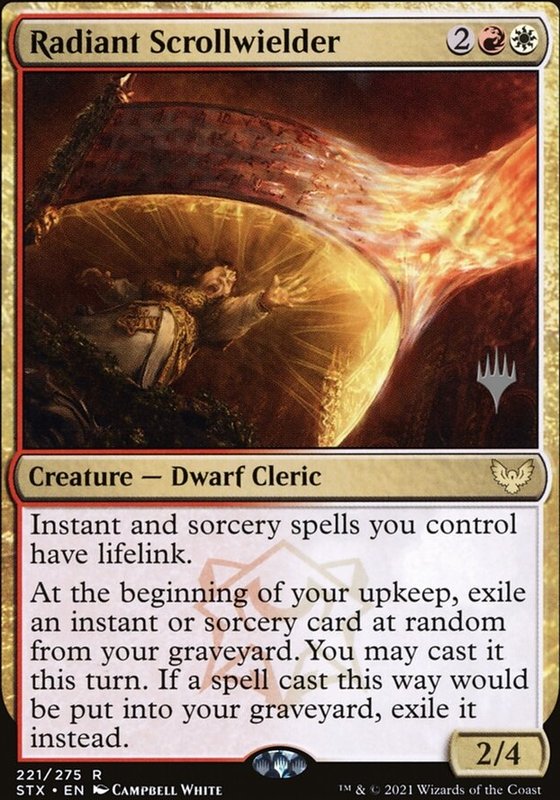 Radiant Scrollwielder 2
Creature — Dwarf Cleric
Instant and sorcery spells you control
have lifelink.
At the beginning of your upkeep, exile
an instant or sorcery card at random
from your graveyard. You may cast it
this turn. If a spell cast this way would
be put into your graveyard, exile it
instead.
2/4
221/275 R
STX • EN CAMPBELL WHITE
™ & © 2021 Wizards of the Coast